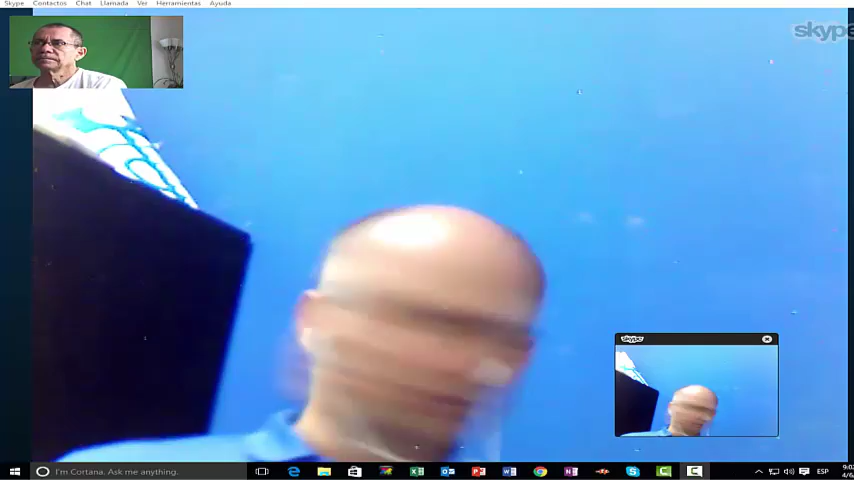 Skype Contactos Chat Llamada Ver Herramientas Ayuda
skype
skype
I'm Cortana. Ask me anything.
ESP